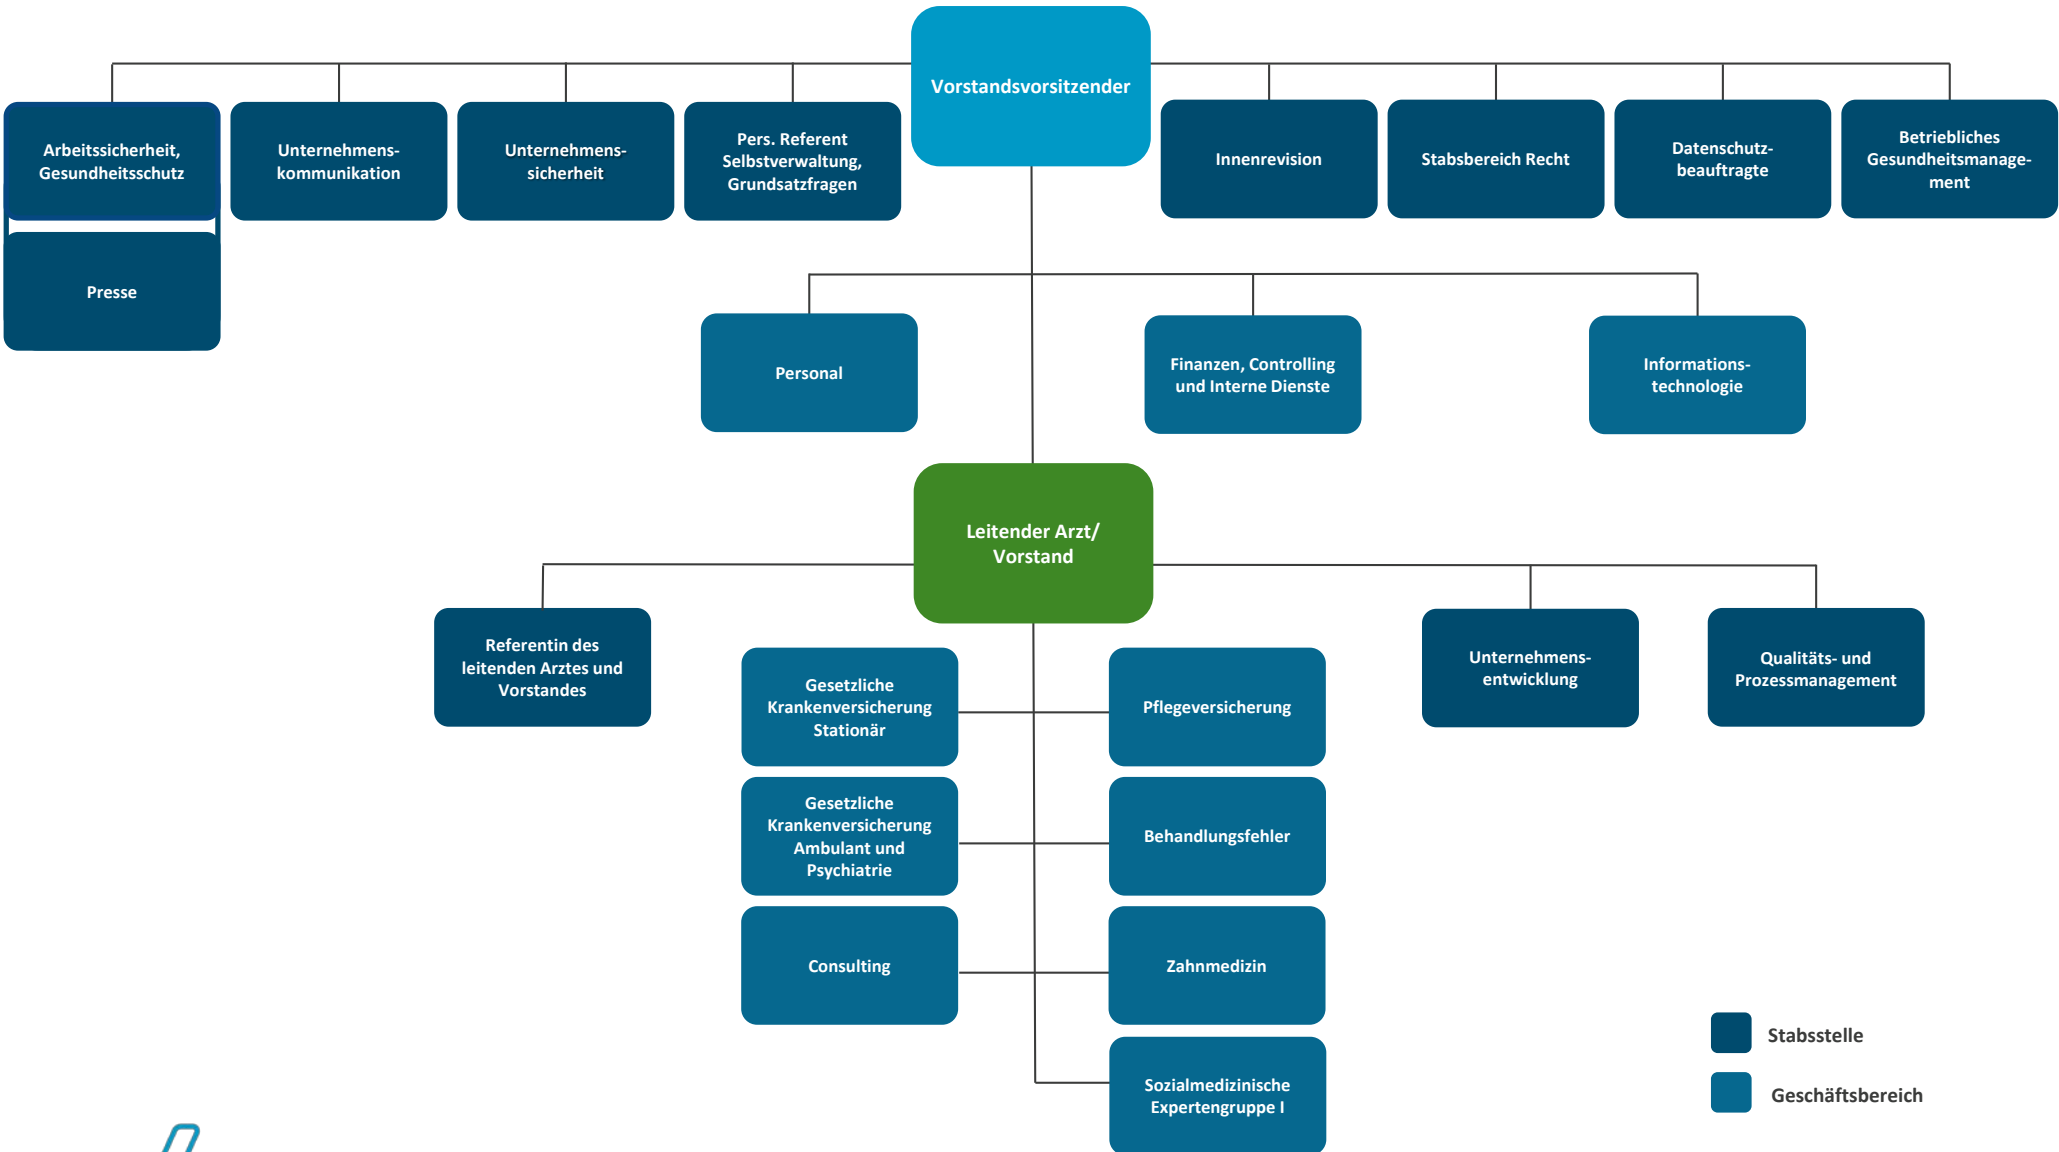 Vorstandsvorsitzender
Arbeitssicherheit,
Gesundheitsschutz
Unternehmens-
kommunikation
Unternehmens-
sicherheit
Pers. Referent
Selbstverwaltung,
Grundsatzfragen
Innenrevision
Stabsbereich Recht
Datenschutz-
beauftragte
Betriebliches
Gesundheitsmanage-
ment
Presse
Personal
Finanzen, Controlling
und Interne Dienste
Informations-
technologie
Leitender Arzt/
Vorstand
Referentin des
leitenden Arztes und
Vorstandes
Unternehmens-
entwicklung
Qualitäts- und
Prozessmanagement
Gesetzliche
Krankenversicherung
Stationär
Pflegeversicherung
Gesetzliche
Krankenversicherung
Ambulant und
Psychiatrie
Behandlungsfehler
Consulting
Zahnmedizin
Sozialmedizinische
Expertengruppe I
Stabsstelle
Geschäftsbereich